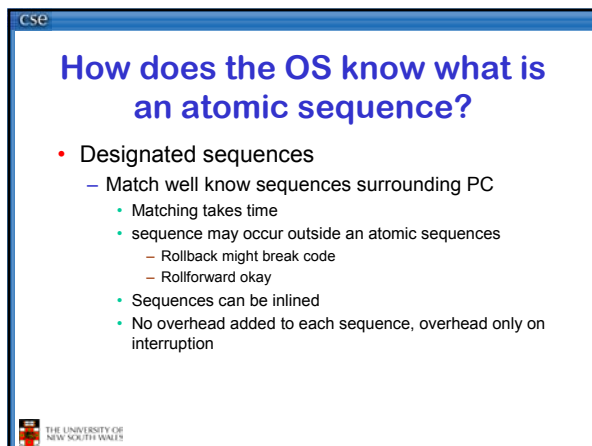 cse
How does the OS know what is
an atomic sequence?
• Designated sequences
– Match well know sequences surrounding PC
• Matching takes time
• sequence may occur outside an atomic sequences
– Rollback might break code
– Rollforward okay
• Sequences can be inlined
• No overhead added to each sequence, overhead only on
interruption
THE UNIVERSITY OF
NEW SOUTH WALES